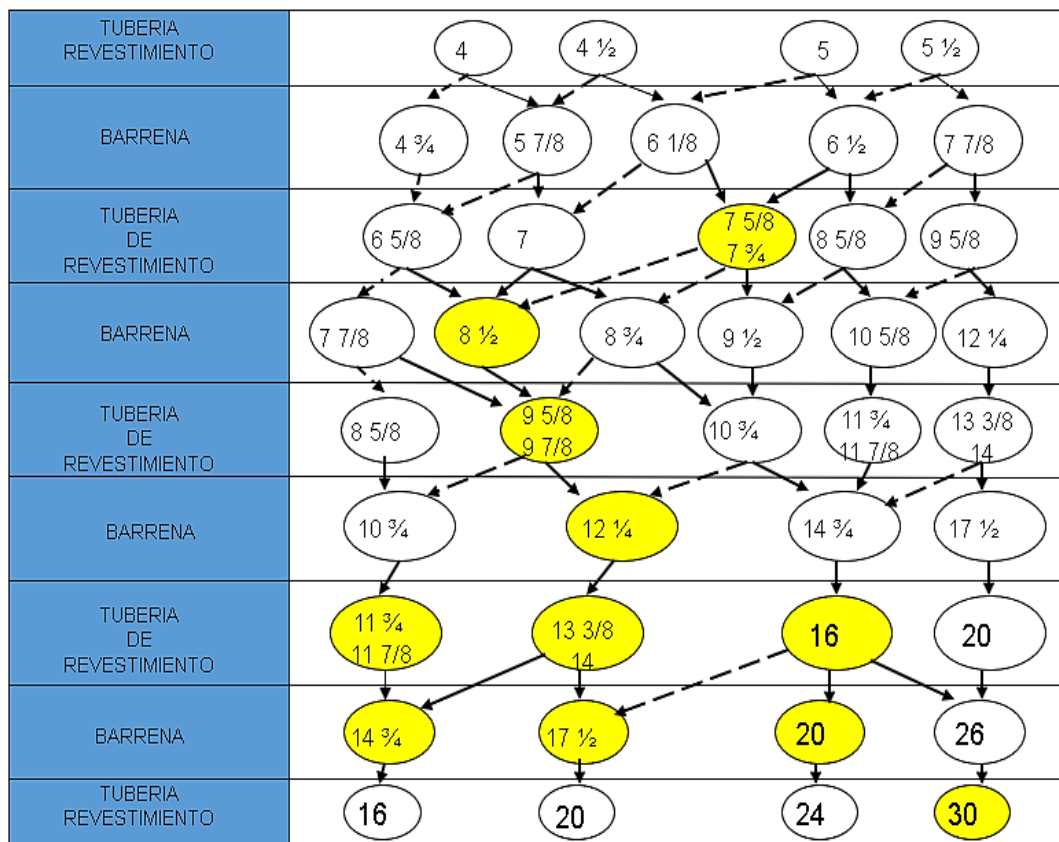 TUBERIA
REVESTIMIENTO
4
4 ½
5
5 ½
BARRENA
4 ¾
5 7/8
6 1/8
6 ½
7 7/8
TUBERIA
DE
REVESTIMIENTO
6 5/8
7
7 5/8
7 ¾
8 5/8
9 5/8
BARRENA
7 7/8
8 ½
8 ¾
9 ½
10 5/8
12 ¼
TUBERIA
DE
REVESTIMIENTO
8 5/8
9 5/8
9 7/8
10 ¾
11 ¾
11 7/8
13 3/8
14
BARRENA
10 ¾
12 ¼
14 ¾
17 ½
TUBERIA
DE
REVESTIMIENTO
11 ¾
11 7/8
13 3/8
14
16
20
BARRENA
14 ¾
17 ½
20
26
TUBERIA
REVESTIMIENTO
16
20
24
30